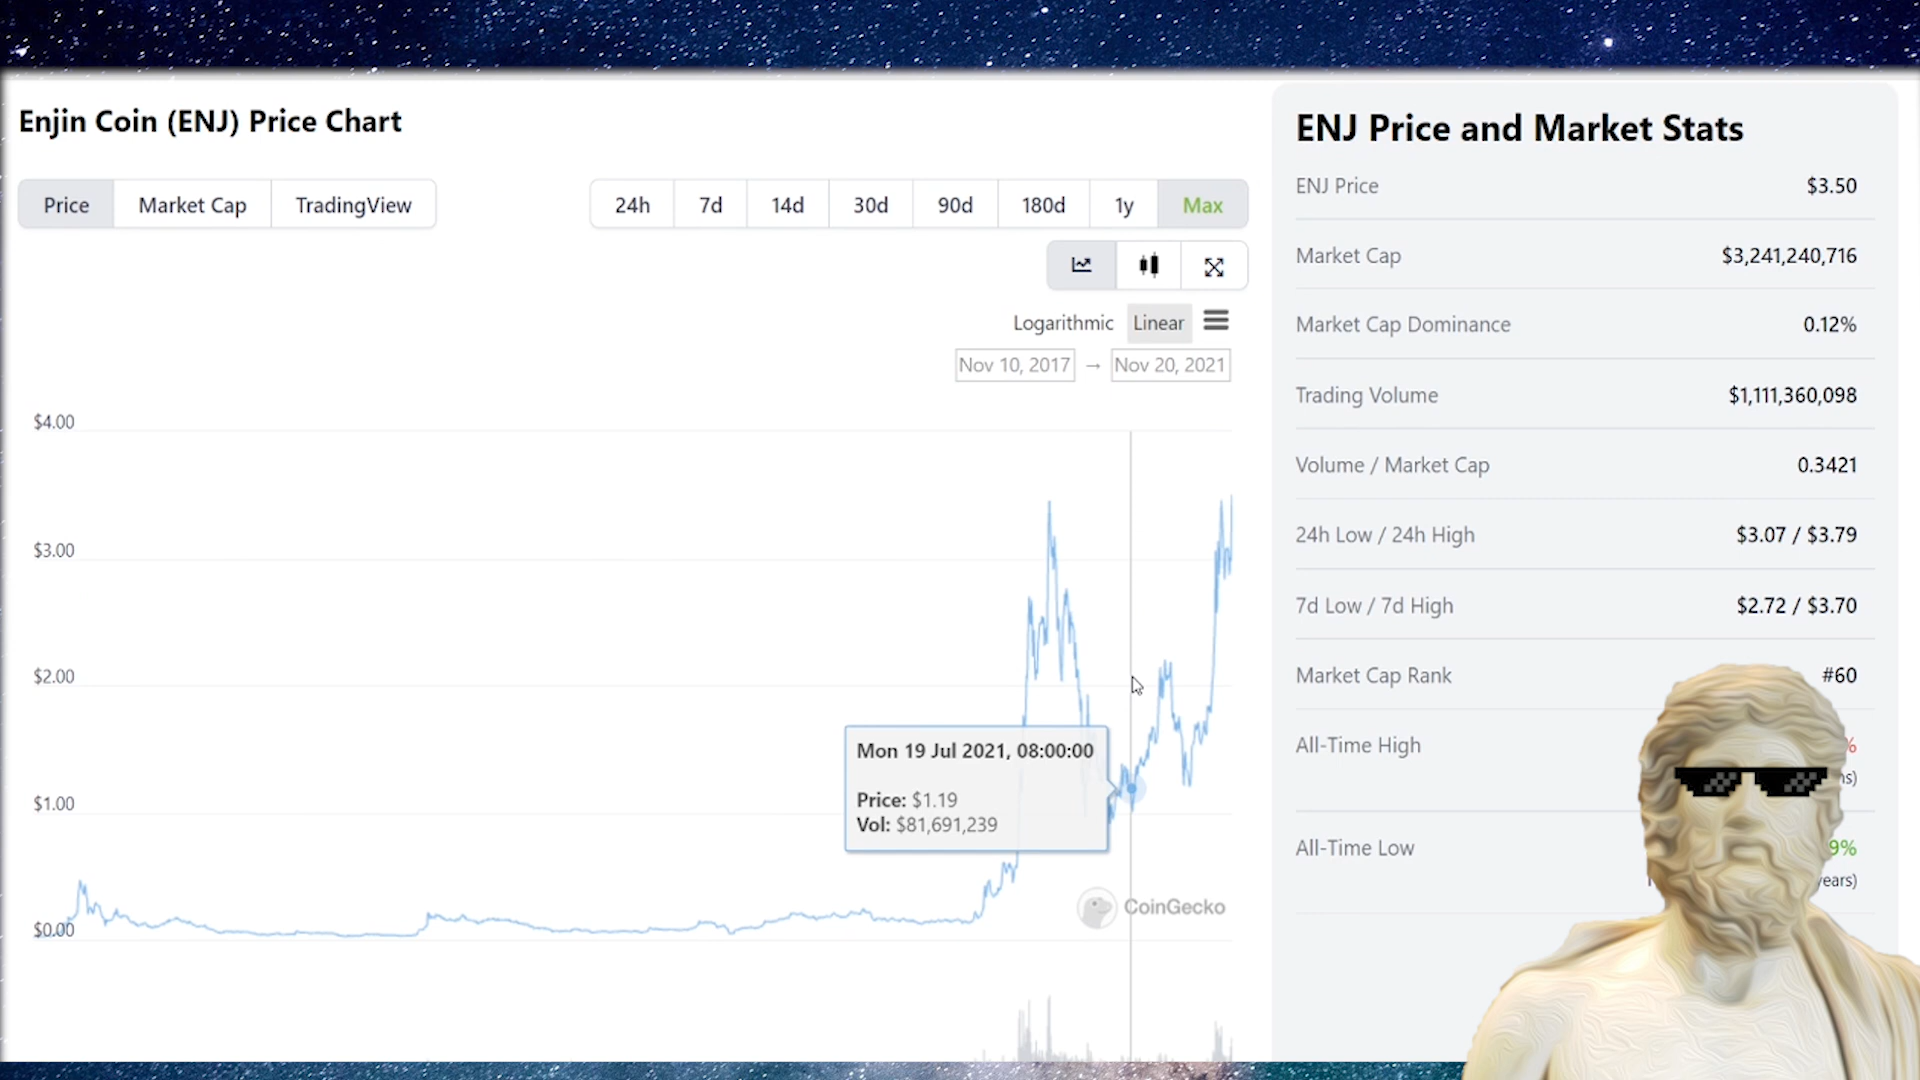 Enjin Coin (ENJ) Price Chart
Price Market Cap TradingView
24h 7d 14d 30d 90d 180d 1y Max
Logarithmic Linear
Nov 10, 2017 → Nov 20, 2021
$4.00
$3.00
$2.00
$1.00
$0.00
Mon 19 Jul 2021, 08:00:00
Price: $1.19
Vol: $81,691,239
CoinGecko
ENJ Price and Market Stats
ENJ Price $3.50
Market Cap $3,241,240,716
Market Cap Dominance 0.12%
Trading Volume $1,111,360,098
Volume / Market Cap 0.3421
24h Low / 24h High $3.07 / $3.79
7d Low / 7d High $2.72 / $3.70
Market Cap Rank #60
All-Time High %
All-Time Low 9%